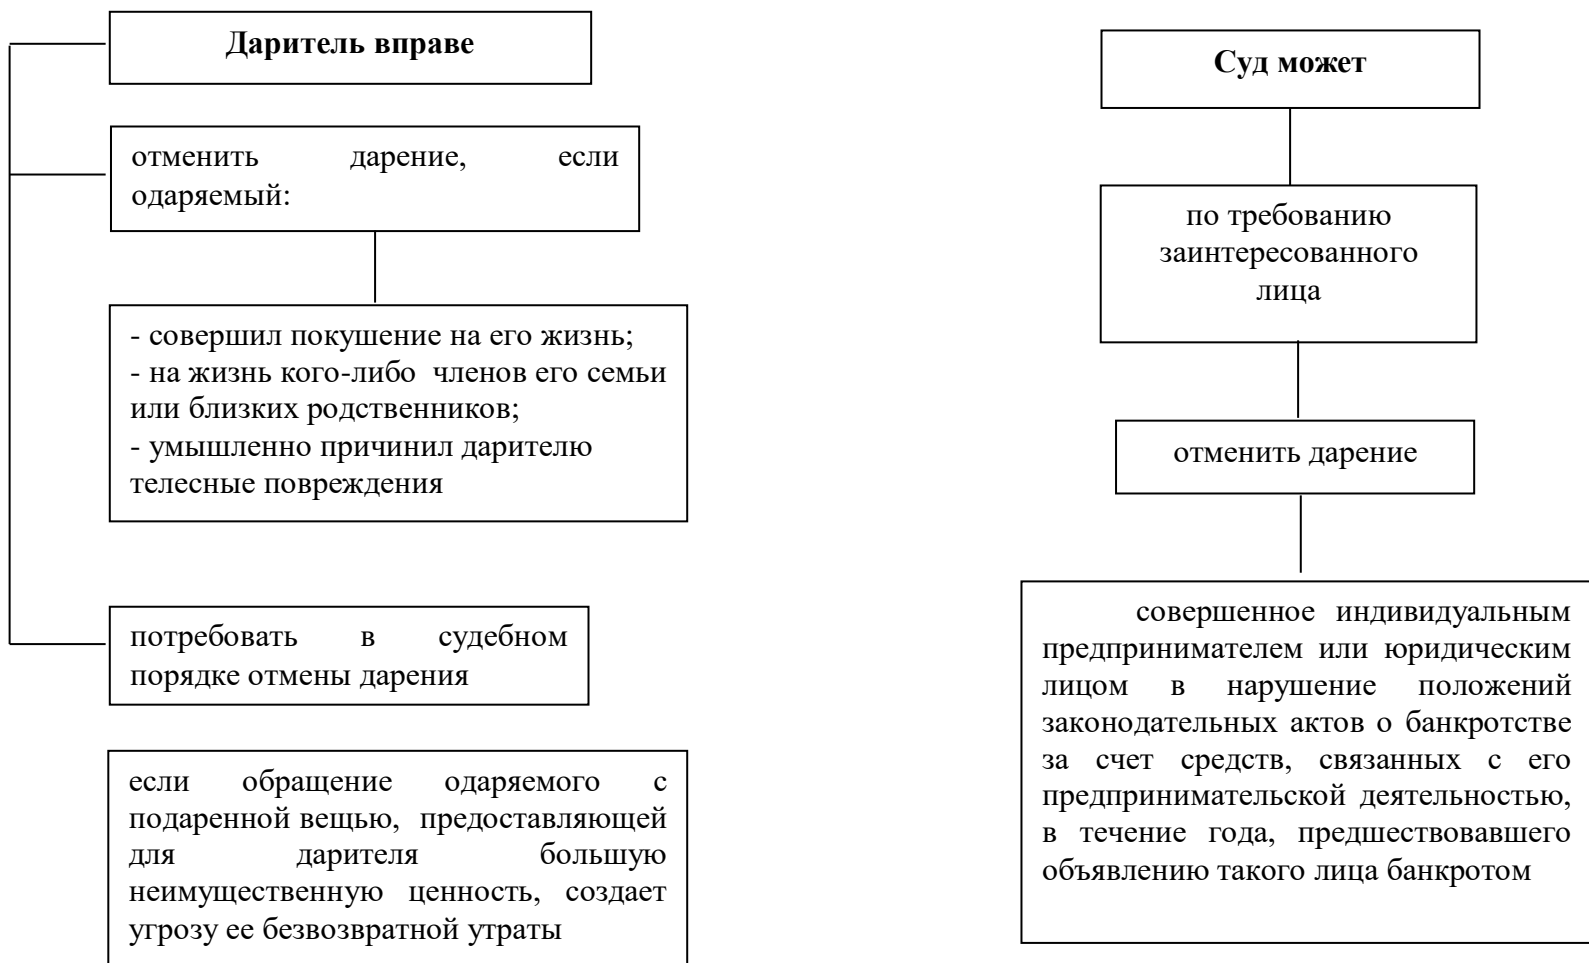 Даритель вправе
отменить дарение, если
одаряемый:
- совершил покушение на его жизнь;
- на жизнь кого-либо членов его семьи
или близких родственников;
- умышленно причинил дарителю
телесные повреждения
потребовать в судебном
порядке отмены дарения
если обращение одаряемого с
подаренной вещью, предоставляющей
для дарителя большую
неимущественную ценность, создает
угрозу ее безвозвратной утраты
Суд может
по требованию
заинтересованного
лица
отменить дарение
совершенное индивидуальным
предпринимателем или юридическим
лицом в нарушение положений
законодательных актов о банкротстве
за счет средств, связанных с его
предпринимательской деятельностью,
в течение года, предшествовавшего
объявлению такого лица банкротом